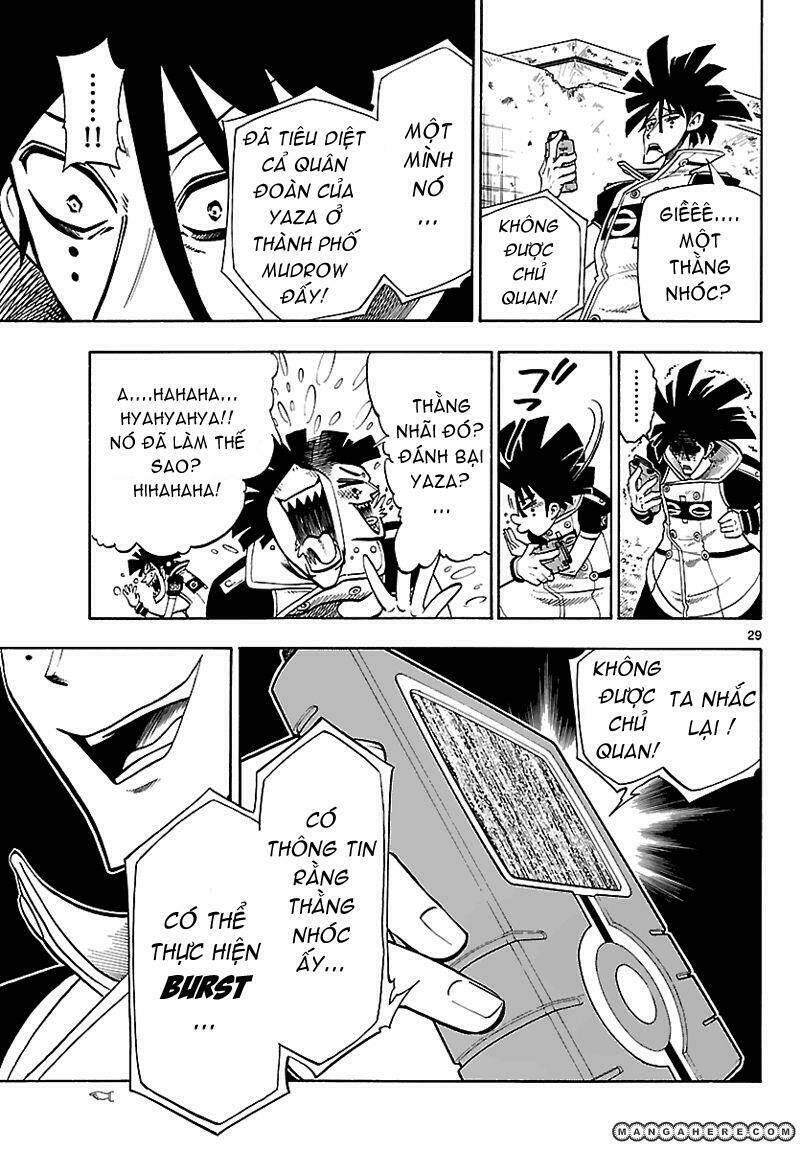 GIỀÊÊ....
MỘT
THẰNG
NHÓC?
KHÔNG
ĐƯỢC
CHỦ
QUAN!
MỘT
MÌNH
NÓ
...
ĐÃ TIÊU DIỆT
CẢ QUÂN
ĐOÀN CỦA
YAZA Ở
THÀNH PHỐ
MUDROW
ĐẤY!
......!!
......
THẰNG
NHÃI ĐÓ?
ĐÁNH BẠI
YAZA?
...
A....HAHAHA...
HYAHYAHYA!!
NÓ ĐÃ LÀM THẾ
SAO?
HIHAHAHA!
29
TA NHẮC
LẠI !
KHÔNG
ĐƯỢC
CHỦ
QUAN!
CÓ
THÔNG TIN
RẰNG
THẰNG
NHÓC
ẤY...
CÓ THỂ
THỰC HIỆN
BURST
...
MANGAHERE.COM